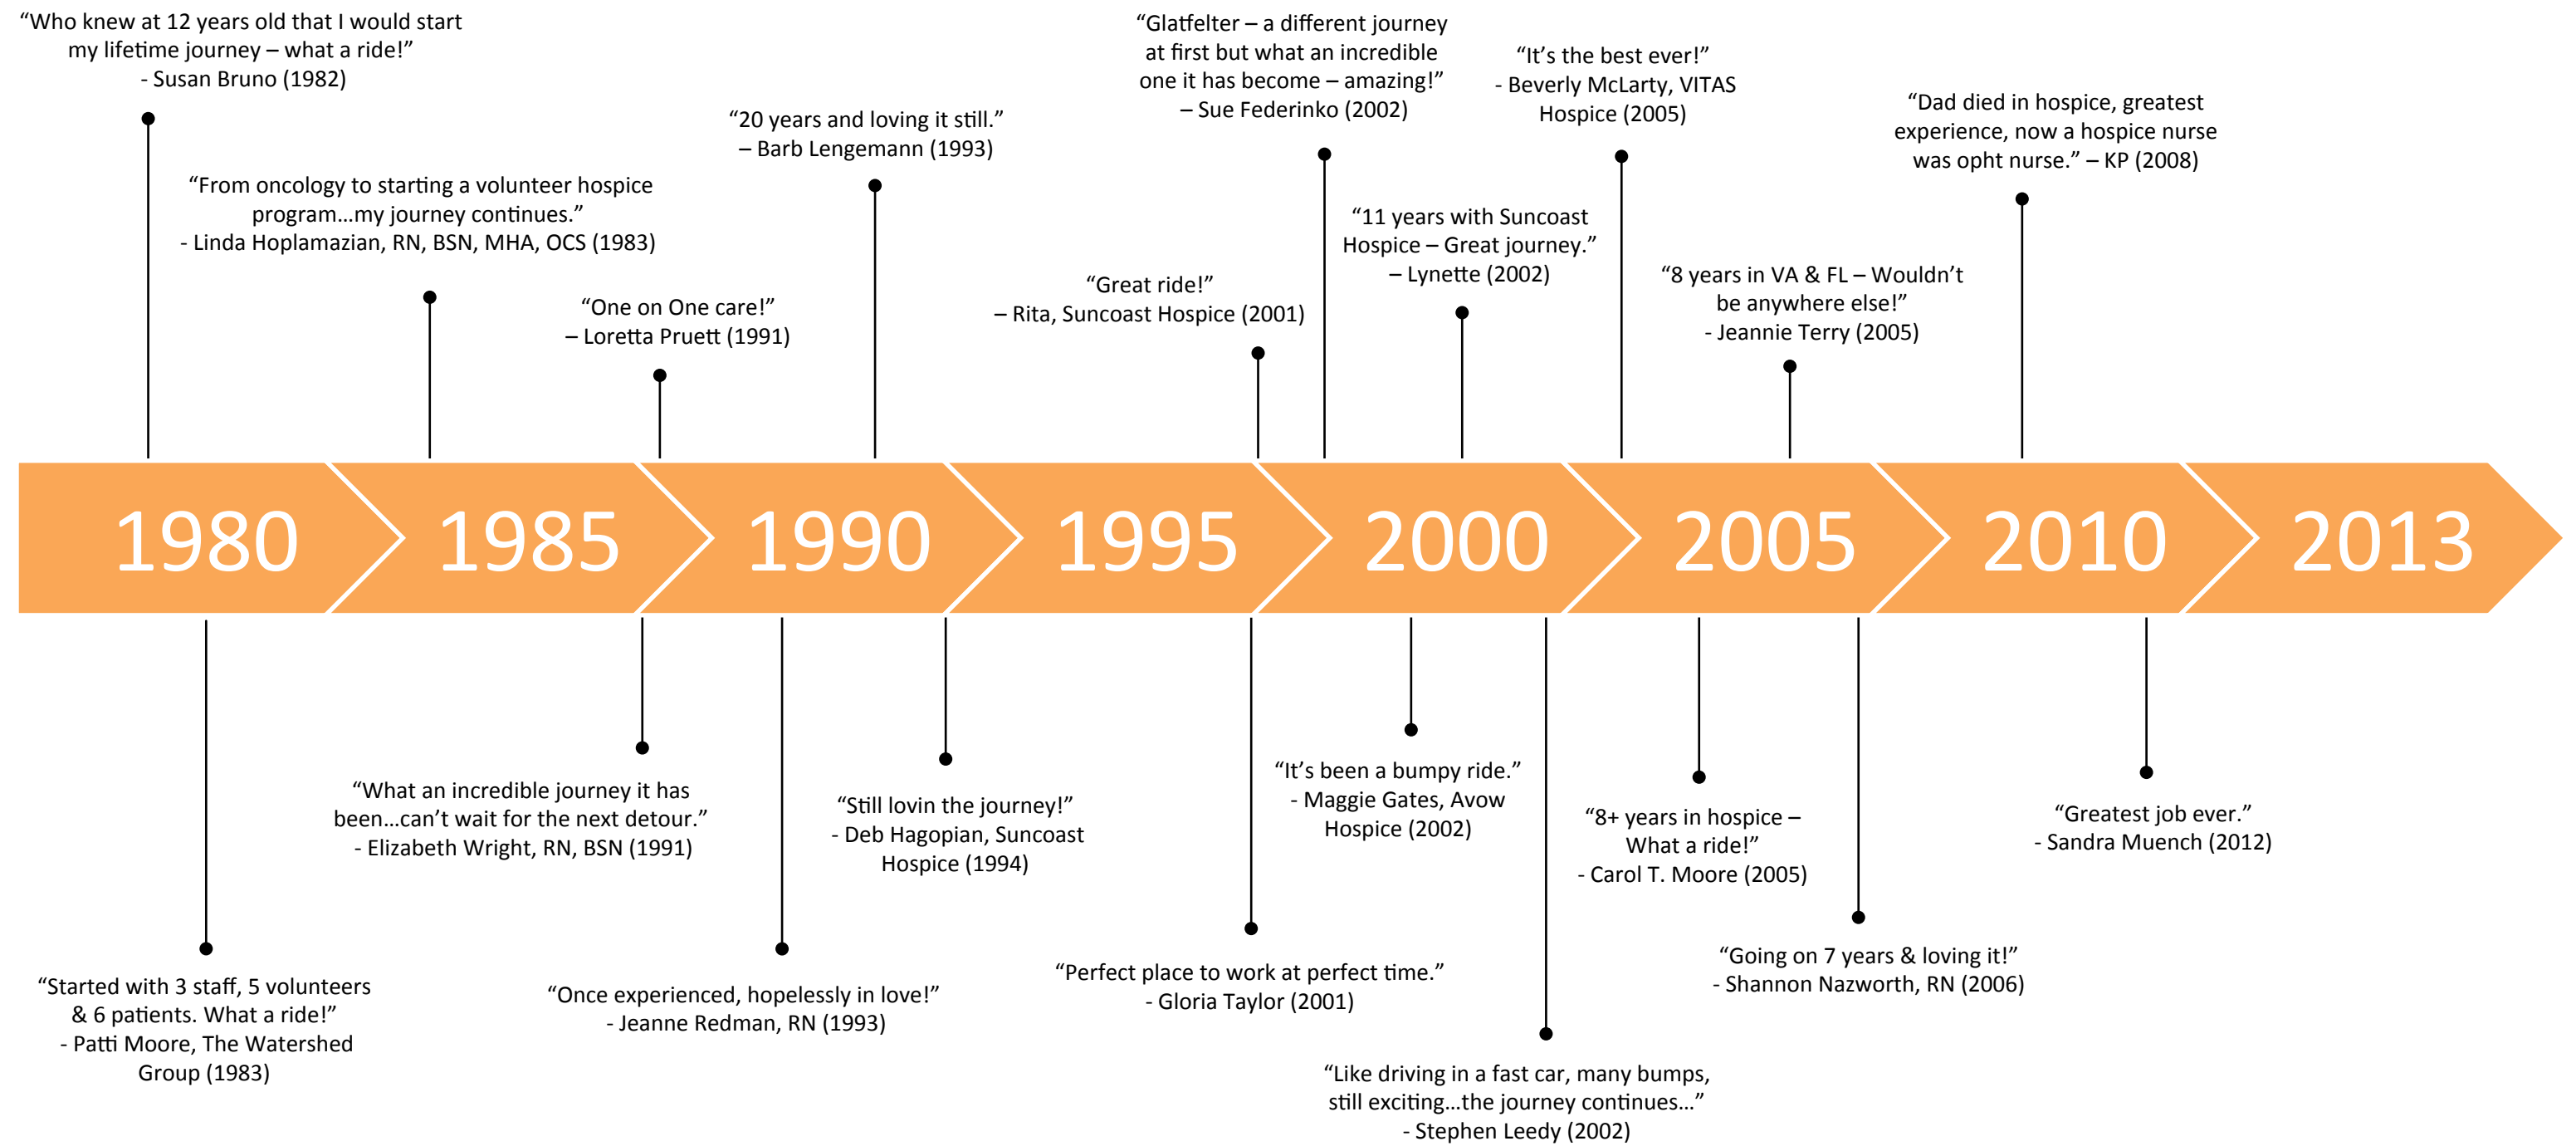 “Who knew at 12 years old that I would start
my lifetime journey – what a ride!”
- Susan Bruno (1982)
“From oncology to starting a volunteer hospice
program…my journey continues.”
- Linda Hoplamazian, RN, BSN, MHA, OCS (1983)
“One on One care!”
– Loretta Pruett (1991)
“20 years and loving it still.”
– Barb Lengemann (1993)
“Great ride!”
– Rita, Suncoast Hospice (2001)
“Glatfelter – a different journey
at first but what an incredible
one it has become – amazing!”
– Sue Federinko (2002)
“11 years with Suncoast
Hospice – Great journey.”
– Lynette (2002)
“It’s the best ever!”
- Beverly McLarty, VITAS
Hospice (2005)
“8 years in VA & FL – Wouldn’t
be anywhere else!”
- Jeannie Terry (2005)
“Dad died in hospice, greatest
experience, now a hospice nurse
was opht nurse.” – KP (2008)
1980 1985 1990 1995 2000 2005 2010 2013
“Started with 3 staff, 5 volunteers
& 6 patients. What a ride!”
- Patti Moore, The Watershed
Group (1983)
“What an incredible journey it has
been…can’t wait for the next detour.”
- Elizabeth Wright, RN, BSN (1991)
“Once experienced, hopelessly in love!”
- Jeanne Redman, RN (1993)
“Still lovin the journey!”
- Deb Hagopian, Suncoast
Hospice (1994)
“Perfect place to work at perfect time.”
- Gloria Taylor (2001)
“It’s been a bumpy ride.”
- Maggie Gates, Avow
Hospice (2002)
“Like driving in a fast car, many bumps,
still exciting…the journey continues…”
- Stephen Leedy (2002)
“8+ years in hospice –
What a ride!”
- Carol T. Moore (2005)
“Going on 7 years & loving it!”
- Shannon Nazworth, RN (2006)
“Greatest job ever.”
- Sandra Muench (2012)